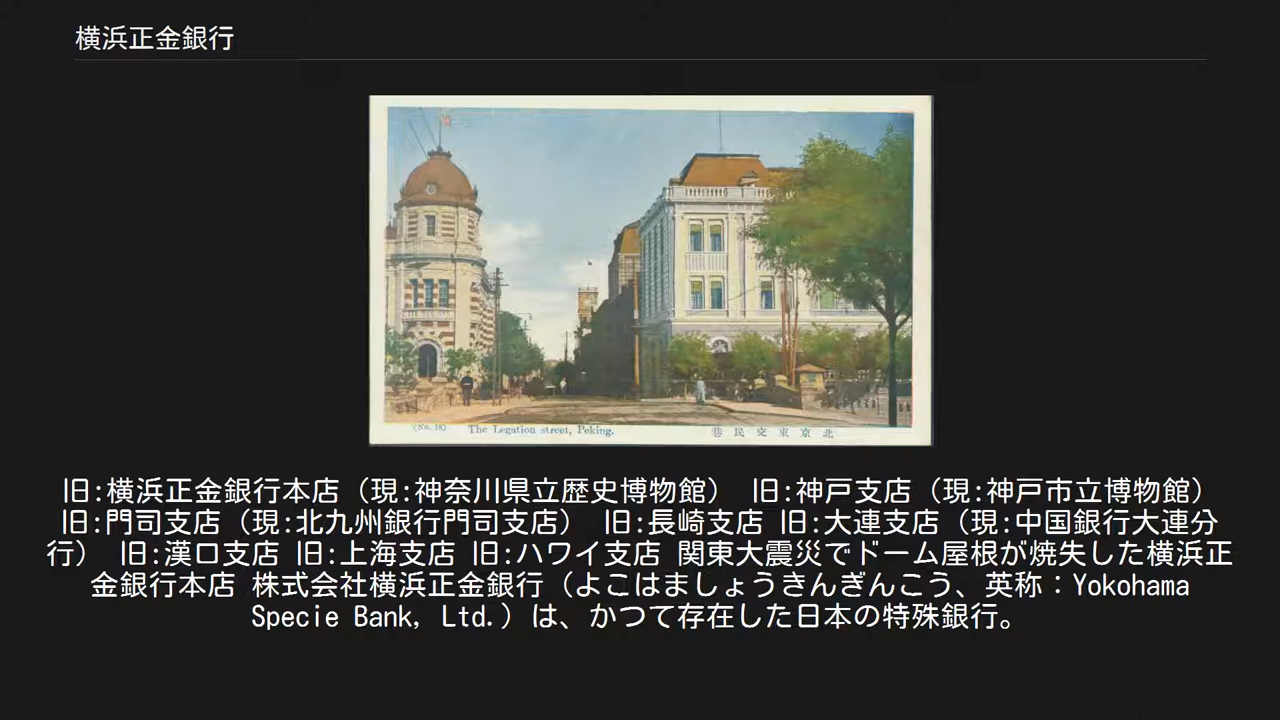 横浜正金銀行
(No. 18) The Legation street, Peking. 巷民交東京北
旧:横浜正金銀行本店（現:神奈川県立歴史博物館） 旧:神戸支店（現:神戸市立博物館）
旧:門司支店（現:北九州銀行門司支店） 旧:長崎支店 旧:大連支店（現:中国銀行大連分
行） 旧:漢口支店 旧:上海支店 旧:ハワイ支店 関東大震災でドーム屋根が焼失した横浜正
金銀行本店 株式会社横浜正金銀行（よこはましょうきんぎんこう、英称：Yokohama
Specie Bank, Ltd.）は、かつて存在した日本の特殊銀行。